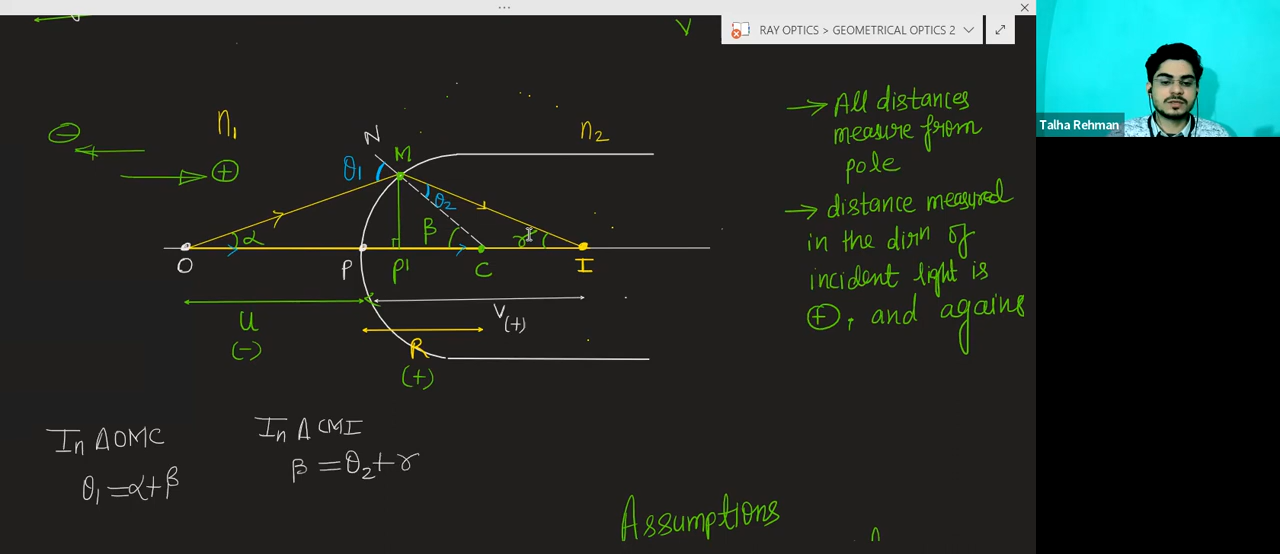 RAY OPTICS > GEOMETRICAL OPTICS 2
Talha Rehman
V
n1
n2
⊖
⊕
N
M
θ1
θ2
α
β
γ
O
P
P'
C
I
u
(-)
V(+)
R
(+)
→ All distances
measure from
pole
→ distance measured
in the dirn of
incident light is
⊕, and agains
In ΔOMC
θ1 = α+β
In ΔCMI
β = θ2+γ
Assumptions